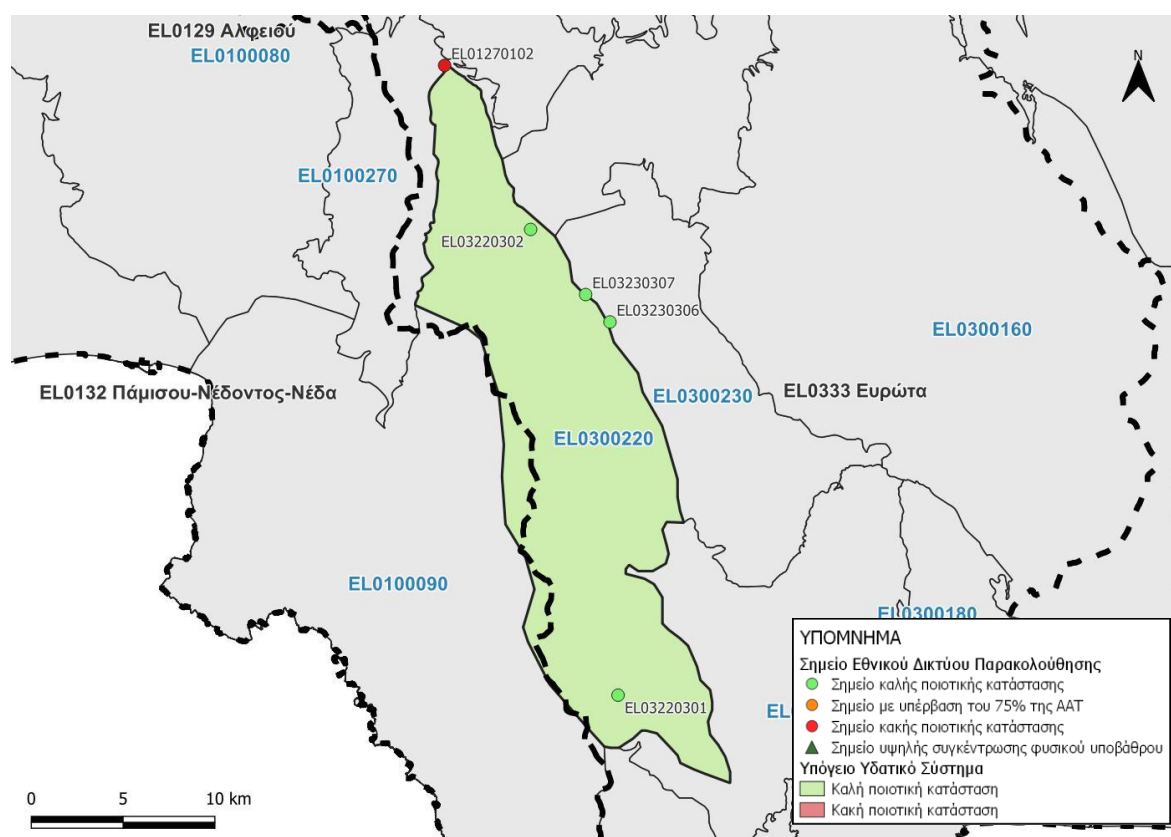 EL0129 Αλφειού
EL0100080
EL01270102
N
EL0100270
EL03220302
EL03230307
EL03230306
EL0300160
EL0132 Πάμισου-Νέδοντος-Νέδα
EL0300230
EL0333 Ευρώτα
EL0300220
EL0100090
EL0300180
EL03220301
EL
ΥΠΟΜΝΗΜΑ
Σημείο Εθνικού Δικτύου Παρακολούθησης
Σημείο καλής ποιοτικής κατάστασης
Σημείο με υπέρβαση του 75% της ΑΑΤ
Σημείο κακής ποιοτικής κατάστασης
Σημείο υψηλής συγκέντρωσης φυσικού υποβάθρου
Υπόγειο Υδατικό Σύστημα
Καλή ποιοτική κατάσταση
Κακή ποιοτική κατάσταση
0 5 10 km